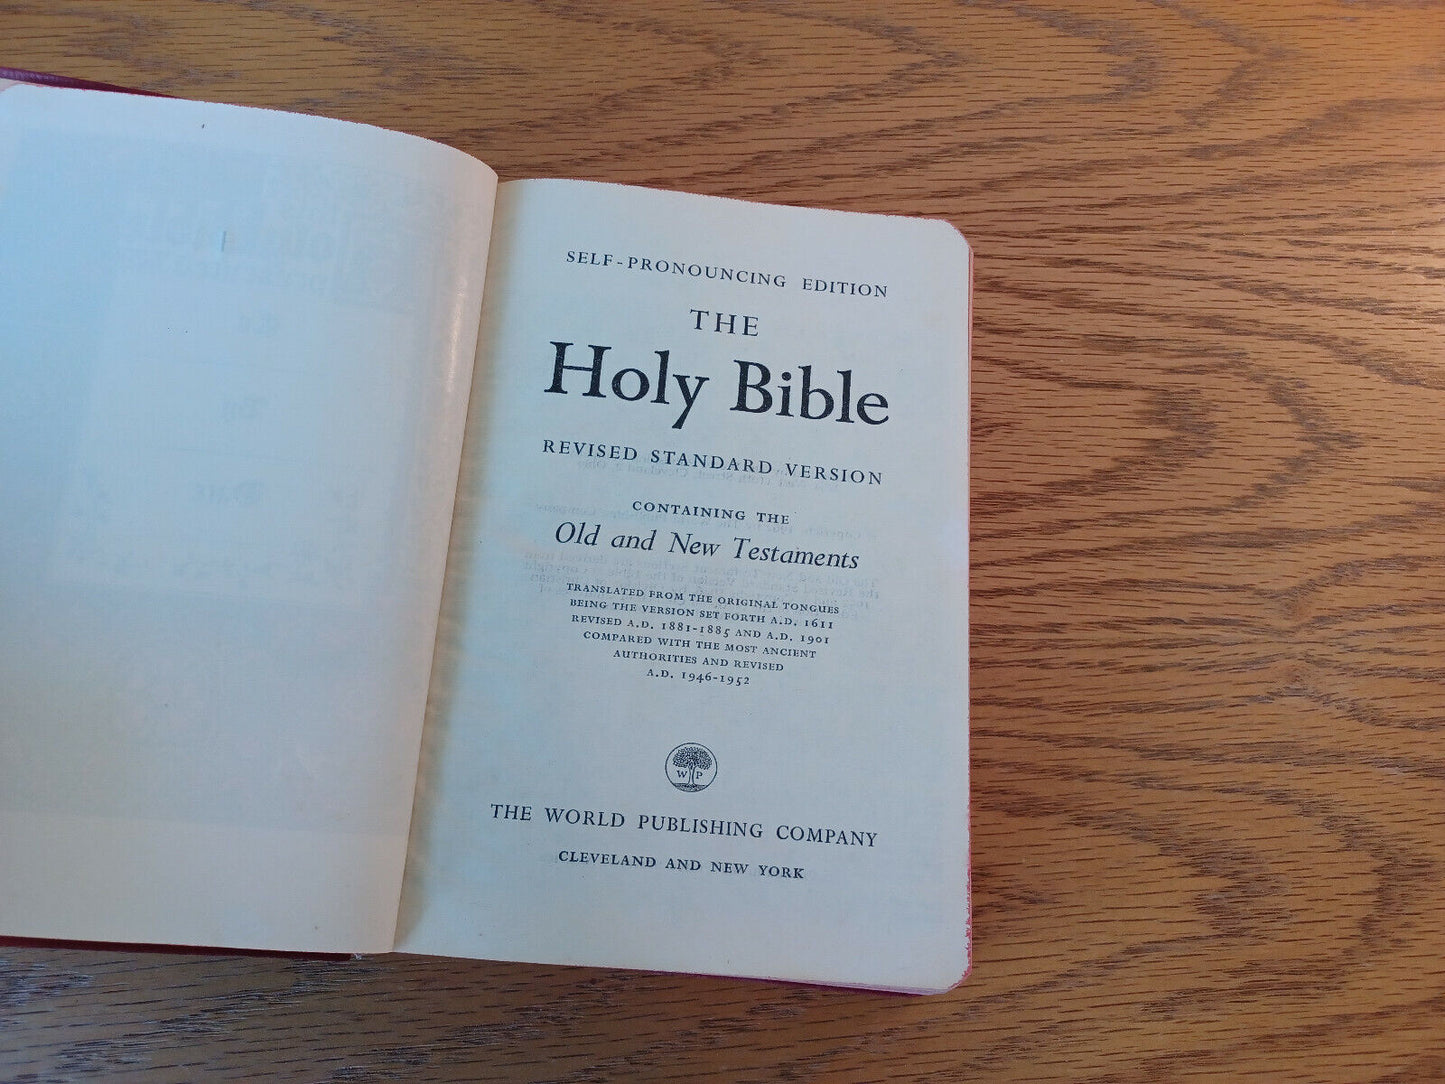 SELF-PRONOUNCING EDITION
THE
Holy Bible
REVISED STANDARD VERSION
CONTAINING THE
Old and New Testaments
TRANSLATED FROM THE ORIGINAL TONGUES
BEING THE VERSION SET FORTH A.D. 1611
REVISED A.D. 1881-1885 AND A.D. 1901
COMPARED WITH THE MOST ANCIENT
AUTHORITIES AND REVISED
A.D. 1946-1952
W P
THE WORLD PUBLISHING COMPANY
CLEVELAND AND NEW YORK